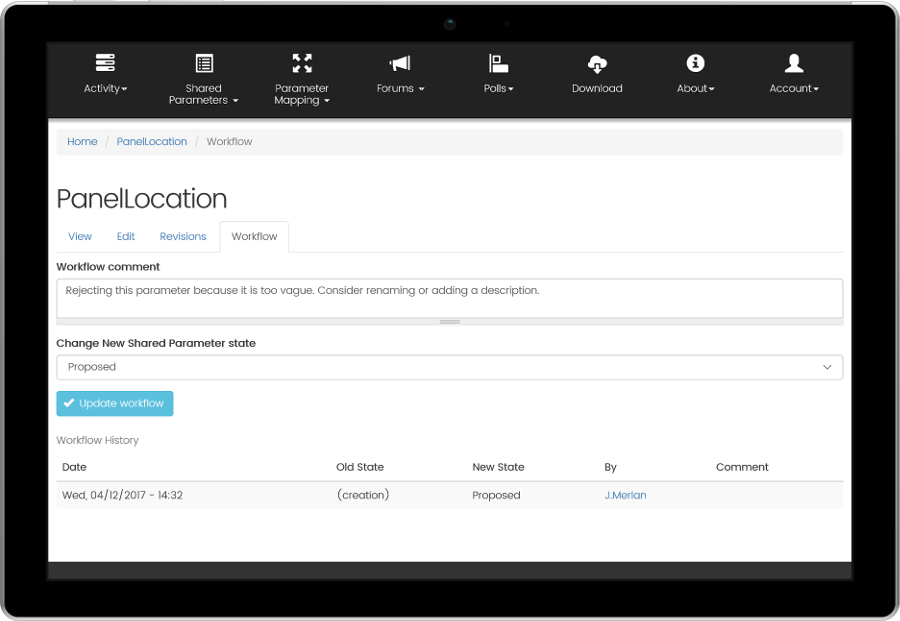 Activity
Shared
Parameters
Parameter
Mapping
Forums
Polls
Download
About
Account
Home / PanelLocation / Workflow
PanelLocation
View Edit Revisions Workflow
Workflow comment
Rejecting this parameter because it is too vague. Consider renaming or adding a description.
Change New Shared Parameter state
Proposed
Update workflow
Workflow History
Date Old State New State By Comment
Wed, 04/12/2017 - 14:32 (creation) Proposed J.Merlan